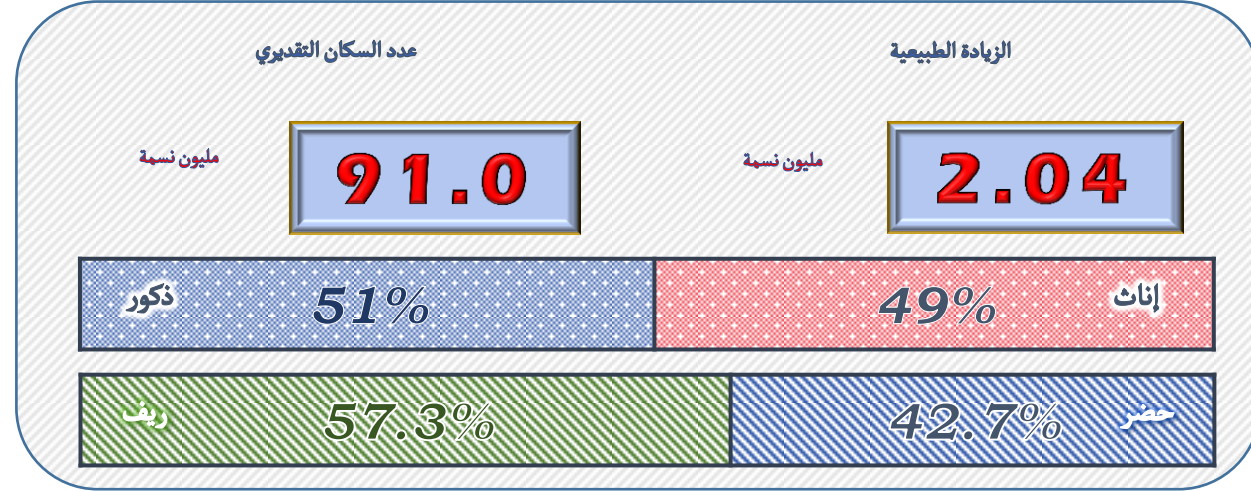 الزيادة الطبيعية
عدد السكان التقديري
2.04
مليون نسمة
91.0
مليون نسمة
إناث 49%
51% ذكور
حضر 42.7%
57.3% ريف